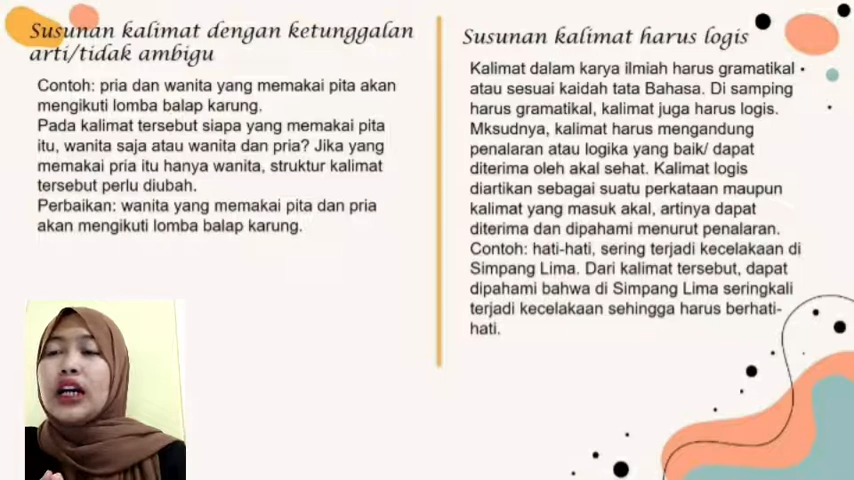 Susunan kalimat dengan ketunggalan
arti/tidak ambigu
Contoh: pria dan wanita yang memakai pita akan
mengikuti lomba balap karung.
Pada kalimat tersebut siapa yang memakai pita
itu, wanita saja atau wanita dan pria? Jika yang
memakai pria itu hanya wanita, struktur kalimat
tersebut perlu diubah.
Perbaikan: wanita yang memakai pita dan pria
akan mengikuti lomba balap karung.
Susunan kalimat harus logis
Kalimat dalam karya ilmiah harus gramatikal
atau sesuai kaidah tata Bahasa. Di samping
harus gramatikal, kalimat juga harus logis.
Mksudnya, kalimat harus mengandung
penalaran atau logika yang baik/ dapat
diterima oleh akal sehat. Kalimat logis
diartikan sebagai suatu perkataan maupun
kalimat yang masuk akal, artinya dapat
diterima dan dipahami menurut penalaran.
Contoh: hati-hati, sering terjadi kecelakaan di
Simpang Lima. Dari kalimat tersebut, dapat
dipahami bahwa di Simpang Lima seringkali
terjadi kecelakaan sehingga harus berhati-
hati.